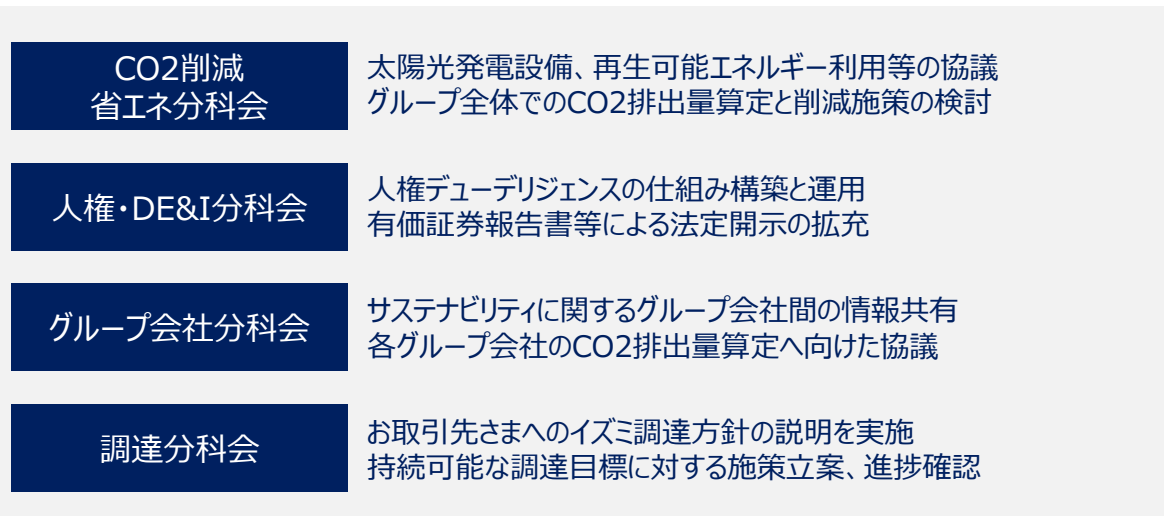 CO2削減
省エネ分科会
太陽光発電設備、再生可能エネルギー利用等の協議
グループ全体でのCO2排出量算定と削減施策の検討
人権・DE&I分科会
人権デューデリジェンスの仕組み構築と運用
有価証券報告書等による法定開示の拡充
グループ会社分科会
サステナビリティに関するグループ会社間の情報共有
各グループ会社のCO2排出量算定へ向けた協議
調達分科会
お取引先さまへのイズミ調達方針の説明を実施
持続可能な調達目標に対する施策立案、進捗確認